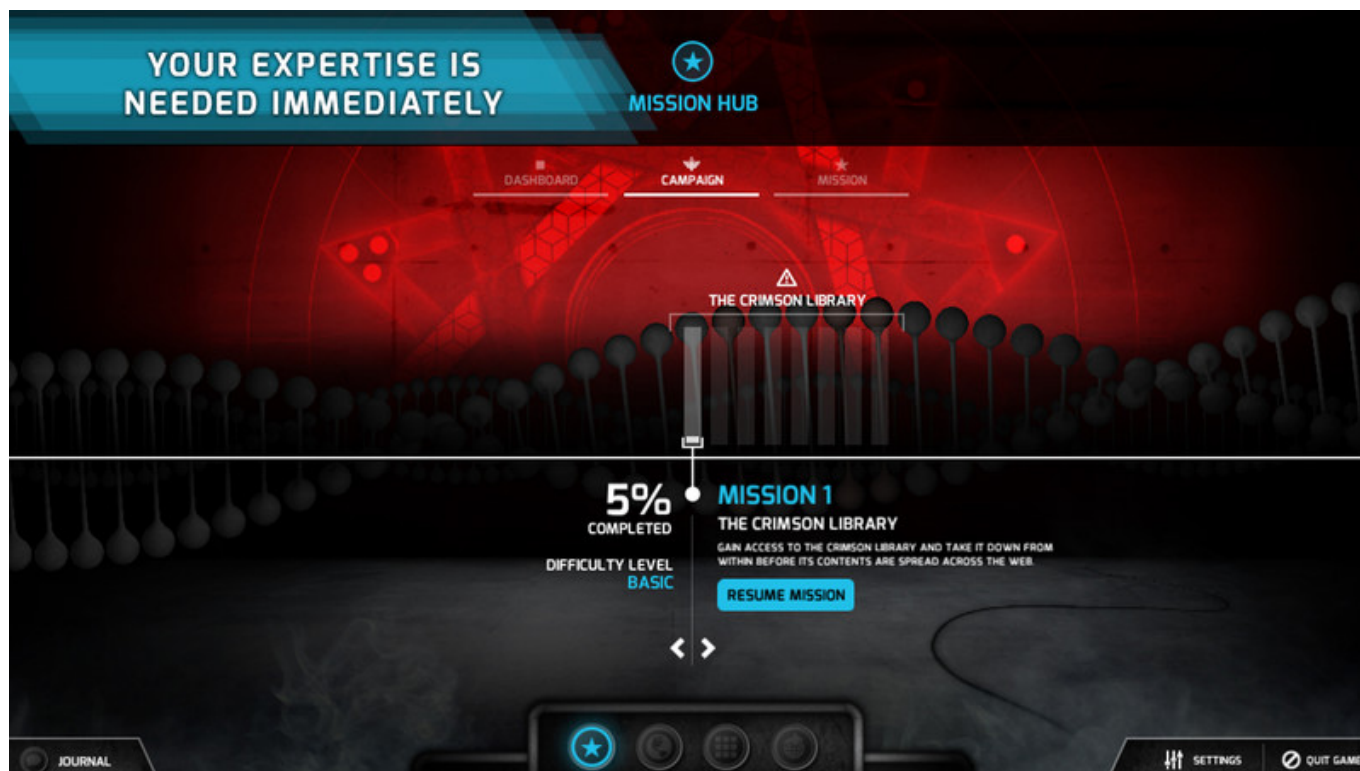 YOUR EXPERTISE IS
NEEDED IMMEDIATELY
MISSION HUB
DASHBOARD
CAMPAIGN
MISSION
THE CRIMSON LIBRARY
5%
COMPLETED
DIFFICULTY LEVEL
BASIC
MISSION 1
THE CRIMSON LIBRARY
GAIN ACCESS TO THE CRIMSON LIBRARY AND TAKE IT DOWN FROM
WITHIN BEFORE ITS CONTENTS ARE SPREAD ACROSS THE WEB.
RESUME MISSION
JOURNAL
SETTINGS
QUIT GAME